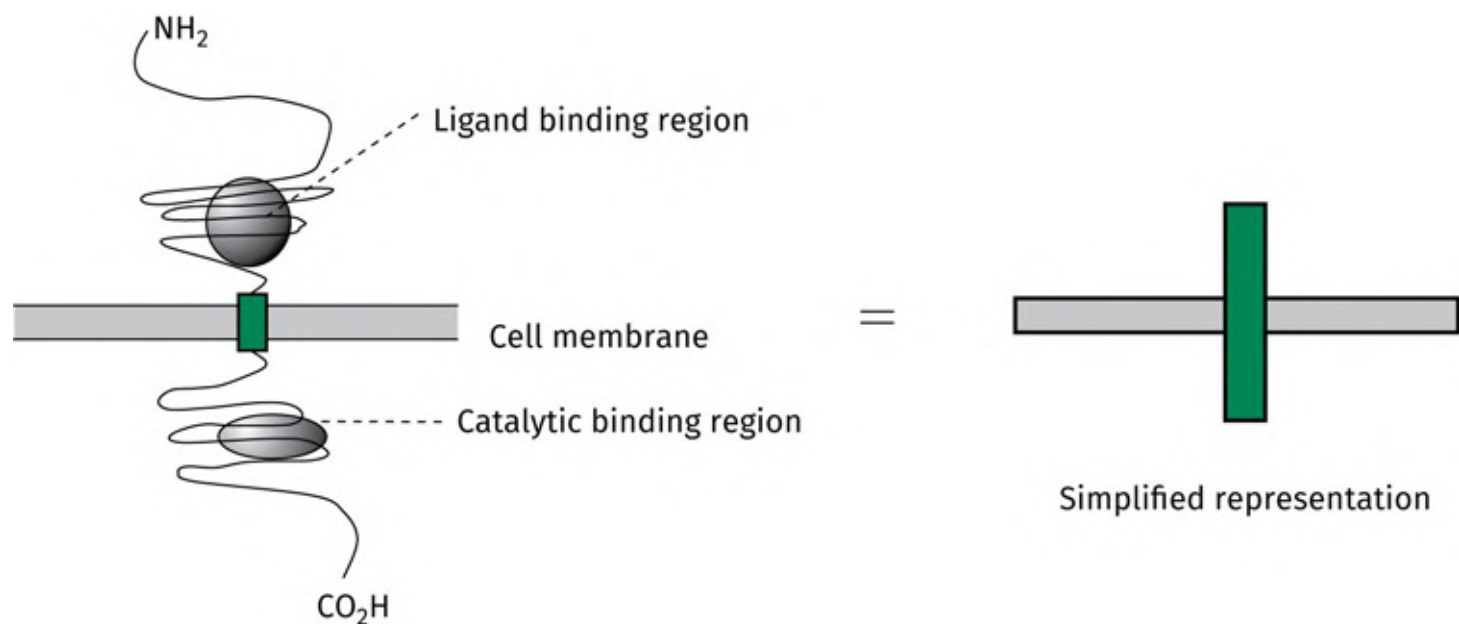 NH₂
Ligand binding region
Cell membrane
=
Catalytic binding region
Simplified representation
CO₂H